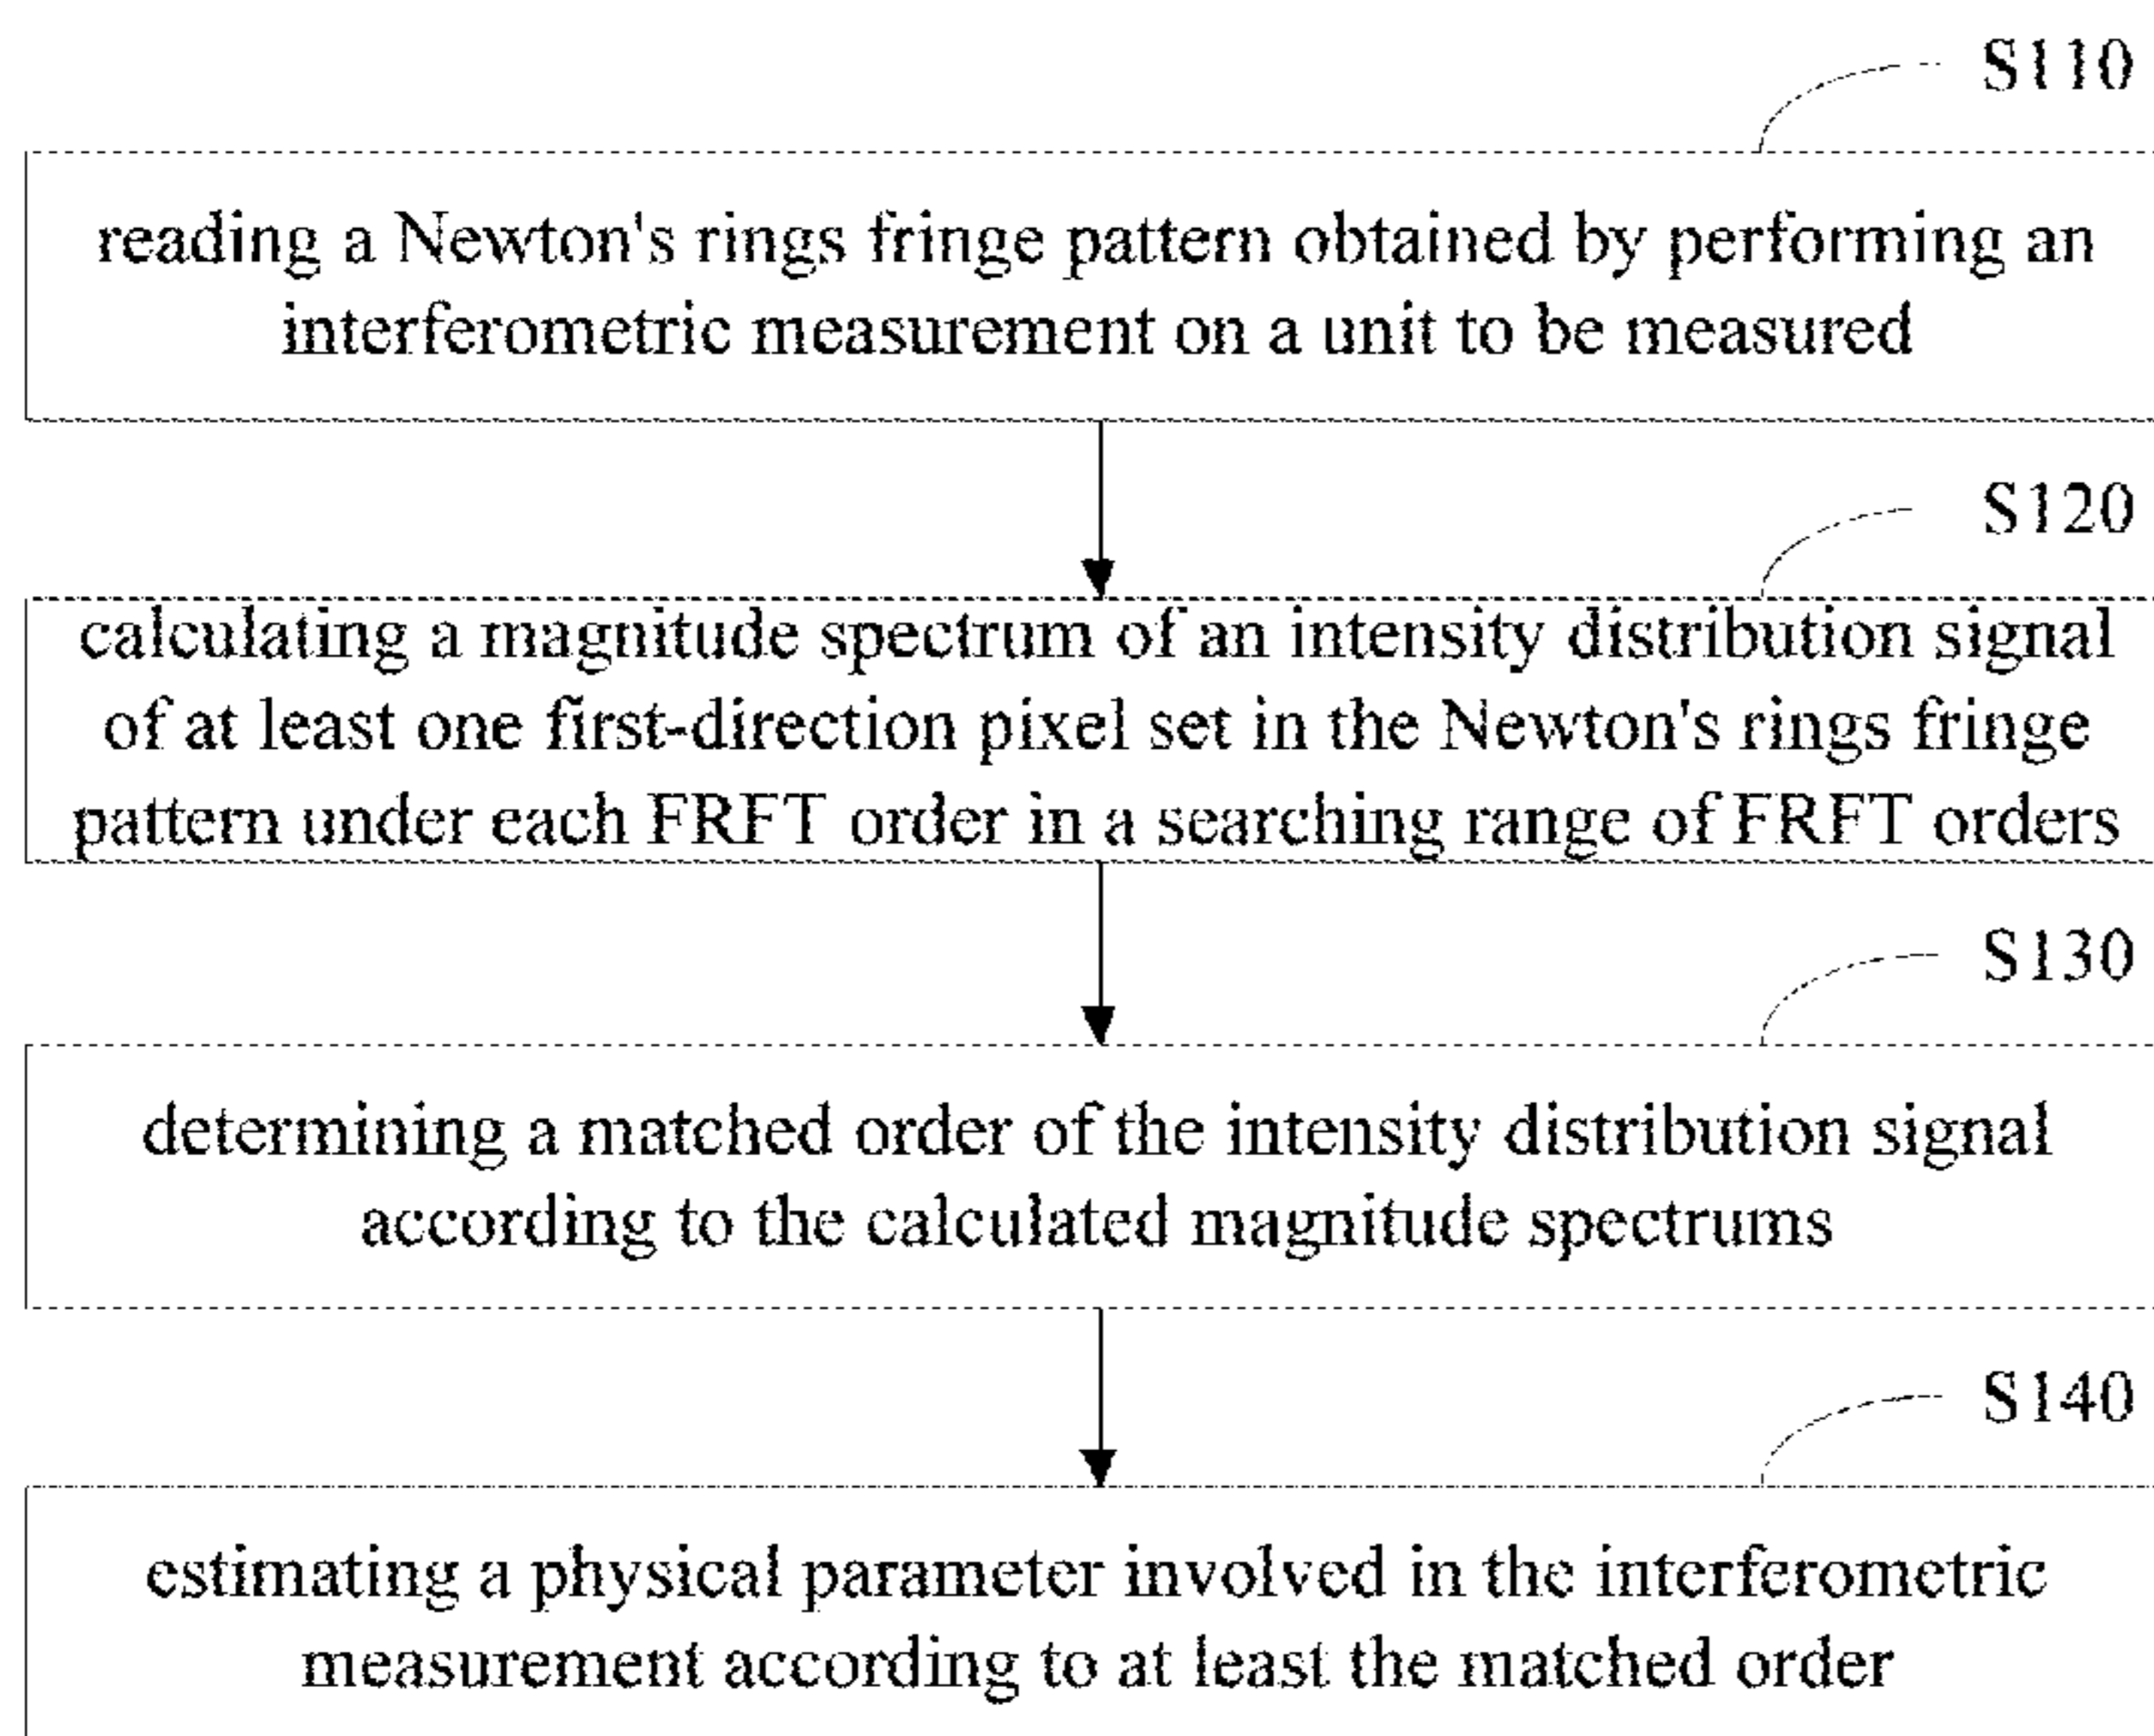 S110
reading a Newton's rings fringe pattern obtained by performing an
interferometric measurement on a unit to be measured
S120
calculating a magnitude spectrum of an intensity distribution signal
of at least one first-direction pixel set in the Newton's rings fringe
pattern under each FRFT order in a searching range of FRFT orders
S130
determining a matched order of the intensity distribution signal
according to the calculated magnitude spectrums
S140
estimating a physical parameter involved in the interferometric
measurement according to at least the matched order